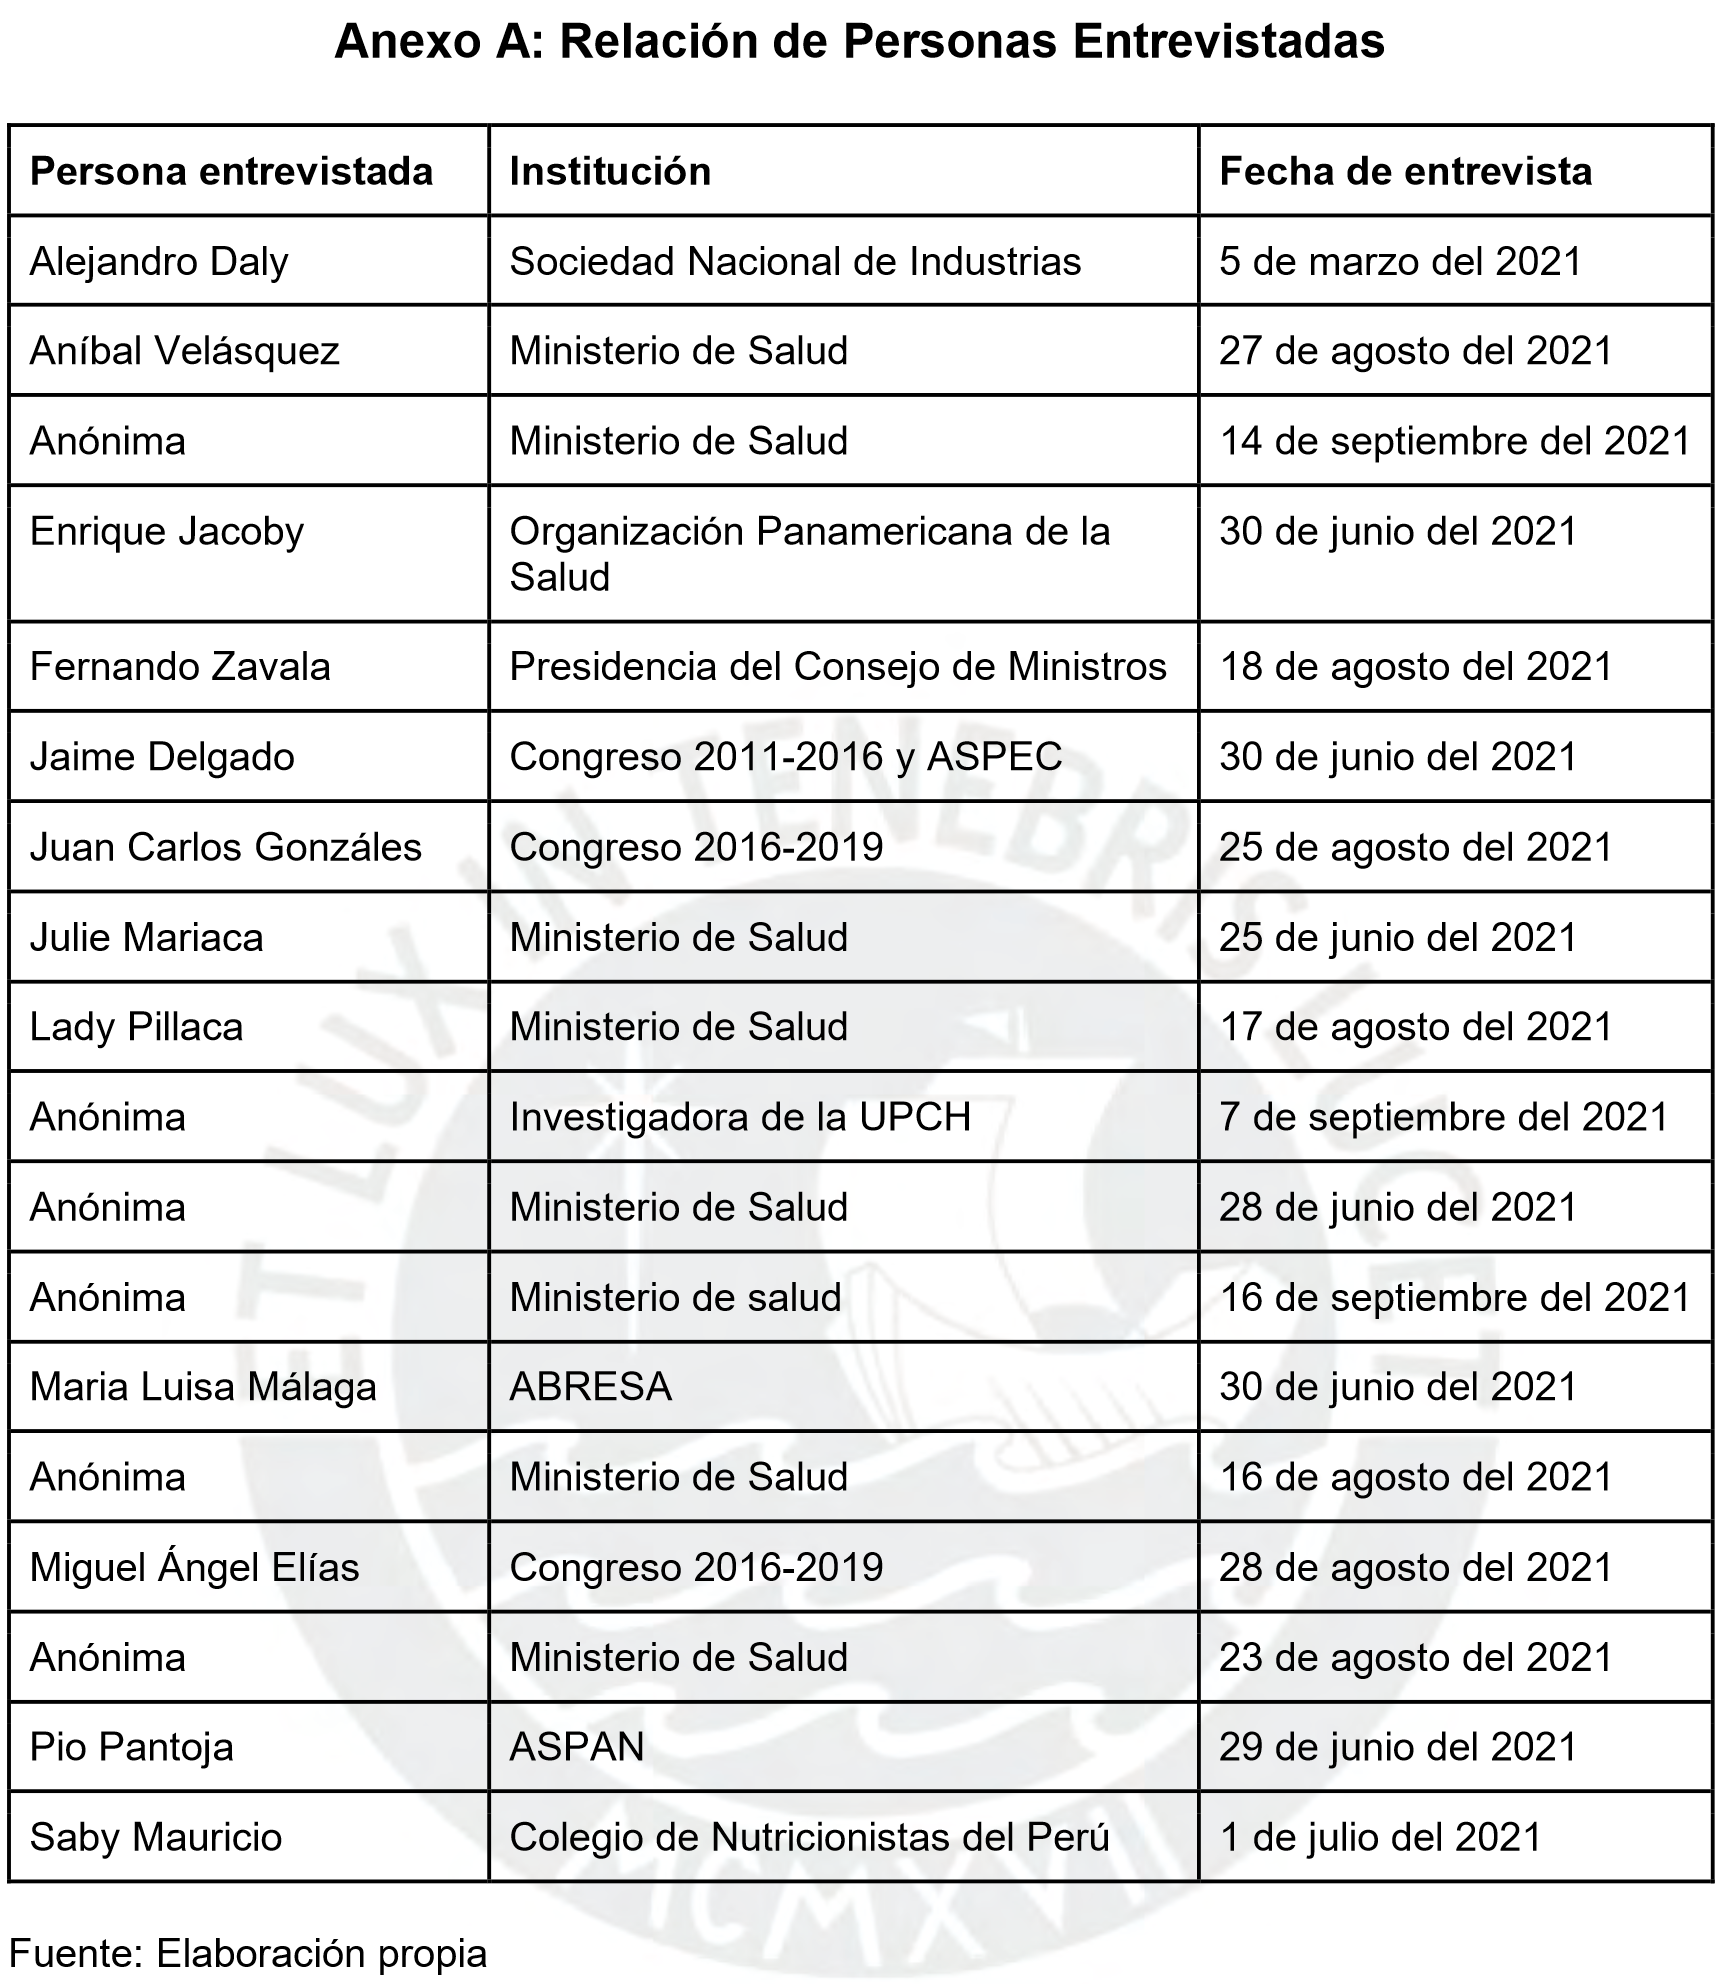 Anexo A: Relación de Personas Entrevistadas
Persona entrevistada Institución Fecha de entrevista
Alejandro Daly Sociedad Nacional de Industrias 5 de marzo del 2021
Aníbal Velásquez Ministerio de Salud 27 de agosto del 2021
Anónima Ministerio de Salud 14 de septiembre del 2021
Enrique Jacoby Organización Panamericana de la 30 de junio del 2021
Salud
Fernando Zavala Presidencia del Consejo de Ministros 18 de agosto del 2021
Jaime Delgado Congreso 2011-2016 y ASPEC 30 de junio del 2021
Juan Carlos Gonzáles Congreso 2016-2019 25 de agosto del 2021
Julie Mariaca Ministerio de Salud 25 de junio del 2021
Lady Pillaca Ministerio de Salud 17 de agosto del 2021
Anónima Investigadora de la UPCH 7 de septiembre del 2021
Anónima Ministerio de Salud 28 de junio del 2021
Anónima Ministerio de salud 16 de septiembre del 2021
Maria Luisa Málaga ABRESA 30 de junio del 2021
Anónima Ministerio de Salud 16 de agosto del 2021
Miguel Ángel Elías Congreso 2016-2019 28 de agosto del 2021
Anónima Ministerio de Salud 23 de agosto del 2021
Pio Pantoja ASPAN 29 de junio del 2021
Saby Mauricio Colegio de Nutricionistas del Perú 1 de julio del 2021
Fuente: Elaboración propia
ET LUX IN TENEBRIS LUCET
MCMXVII